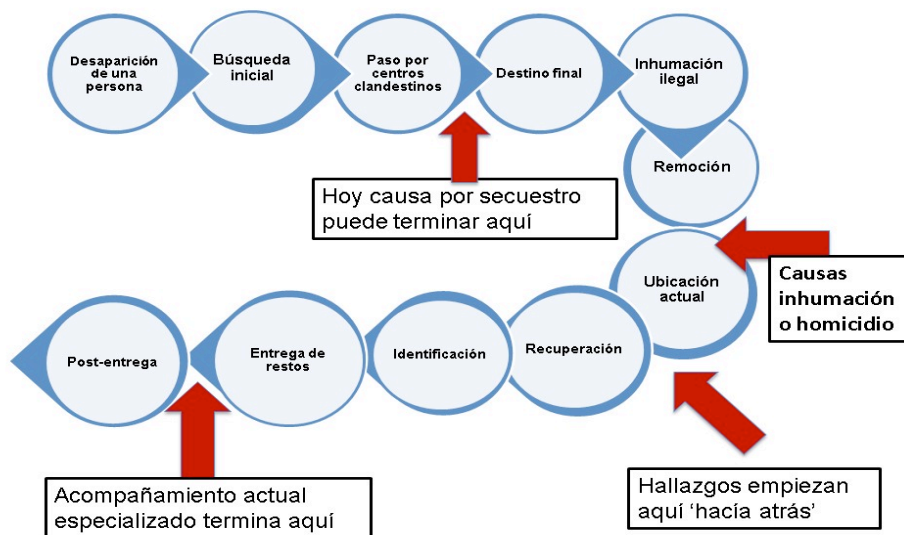 Desaparición
de una
persona
Búsqueda
inicial
Paso por
centros
clandestinos
Destino final
Inhumación
ilegal
Remoción
Hoy causa por secuestro
puede terminar aquí
Ubicación
actual
Causas
inhumación
o homicidio
Post-entrega
Entrega de
restos
Identificación
Recuperación
Acompañamiento actual
especializado termina aquí
Hallazgos empiezan
aquí ‘hacía atrás’